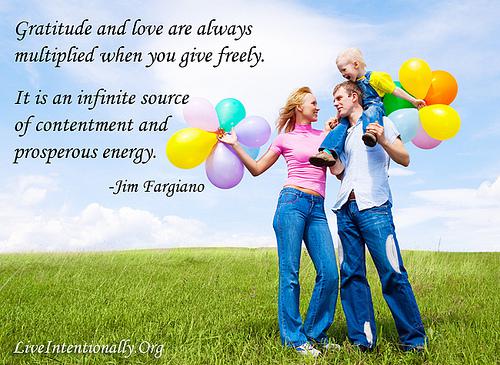 Gratitude and love are always
multiplied when you give freely.
It is an infinite source
of contentment and
prosperous energy.
-Jim Fargiano
LiveIntentionally.Org